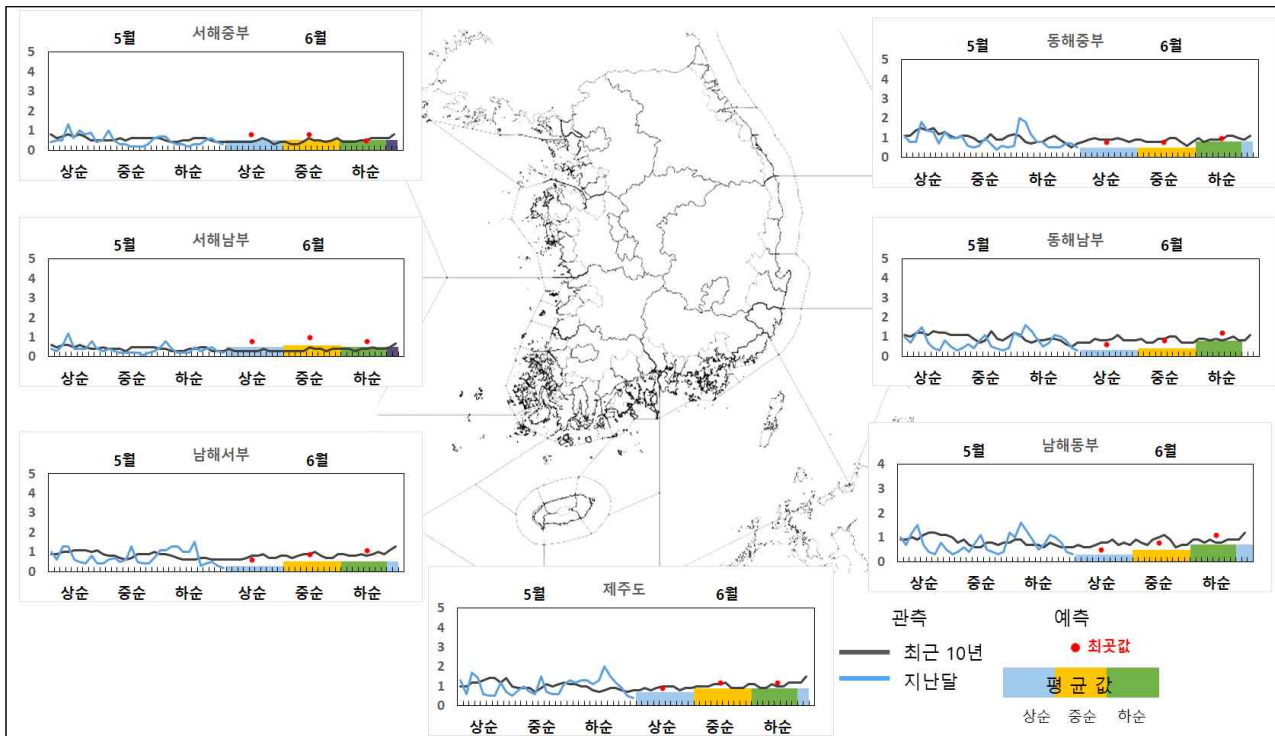 서해중부
5월 6월
5
4
3
2
1
0
상순 중순 하순 상순 중순 하순
동해중부
5월 6월
5
4
3
2
1
0
상순 중순 하순 상순 중순 하순
서해남부
5월 6월
5
4
3
2
1
0
상순 중순 하순 상순 중순 하순
동해남부
5월 6월
5
4
3
2
1
0
상순 중순 하순 상순 중순 하순
남해서부
5월 6월
5
4
3
2
1
0
상순 중순 하순 상순 중순 하순
남해동부
5월 6월
4
3
2
1
0
상순 중순 하순 상순 중순 하순
제주도
5월 6월
5
4
3
2
1
0
상순 중순 하순 상순 중순 하순
관측 예측
최근 10년 최곳값
지난달 평균 값
상순 중순 하순